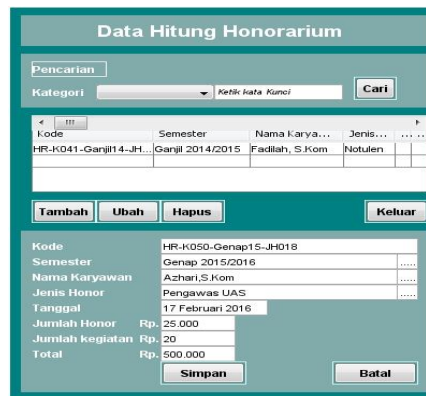 Data Hitung Honorarium
Pencarian
Kategori Ketik kata Kunci Cari
Kode Semester Nama Karya... Jenis... ... ...
HR-K041-Ganjil14-JH... Ganjil 2014/2015 Fadilah, S.Kom Notulen
Tambah Ubah Hapus Keluar
Kode HR-K050-Genap15-JH018
Semester Genap 2015/2016 .....
Nama Karyawan Azhari,S.Kom .....
Jenis Honor Pengawas UAS .....
Tanggal 17 Februari 2016
Jumlah Honor Rp. 25.000
Jumlah kegiatan Rp. 20
Total Rp. 500.000
Simpan Batal